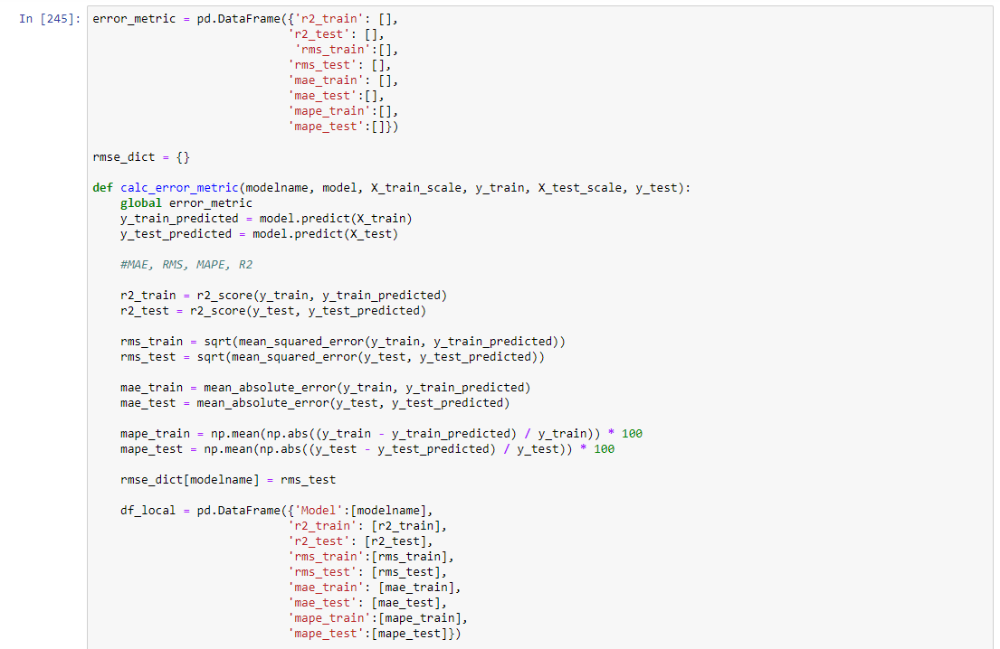 In [245]: error_metric = pd.DataFrame({'r2_train': [],
                            'r2_test': [],
                             'rms_train':[],
                            'rms_test': [],
                            'mae_train': [],
                            'mae_test':[],
                            'mape_train':[],
                            'mape_test':[]})

rmse_dict = {}

def calc_error_metric(modelname, model, X_train_scale, y_train, X_test_scale, y_test):
    global error_metric
    y_train_predicted = model.predict(X_train)
    y_test_predicted = model.predict(X_test)

    #MAE, RMS, MAPE, R2

    r2_train = r2_score(y_train, y_train_predicted)
    r2_test = r2_score(y_test, y_test_predicted)

    rms_train = sqrt(mean_squared_error(y_train, y_train_predicted))
    rms_test = sqrt(mean_squared_error(y_test, y_test_predicted))

    mae_train = mean_absolute_error(y_train, y_train_predicted)
    mae_test = mean_absolute_error(y_test, y_test_predicted)

    mape_train = np.mean(np.abs((y_train - y_train_predicted) / y_train)) * 100
    mape_test = np.mean(np.abs((y_test - y_test_predicted) / y_test)) * 100

    rmse_dict[modelname] = rms_test

    df_local = pd.DataFrame({'Model':[modelname],
                            'r2_train': [r2_train],
                            'r2_test': [r2_test],
                            'rms_train':[rms_train],
                            'rms_test': [rms_test],
                            'mae_train': [mae_train],
                            'mae_test': [mae_test],
                            'mape_train':[mape_train],
                            'mape_test':[mape_test]})